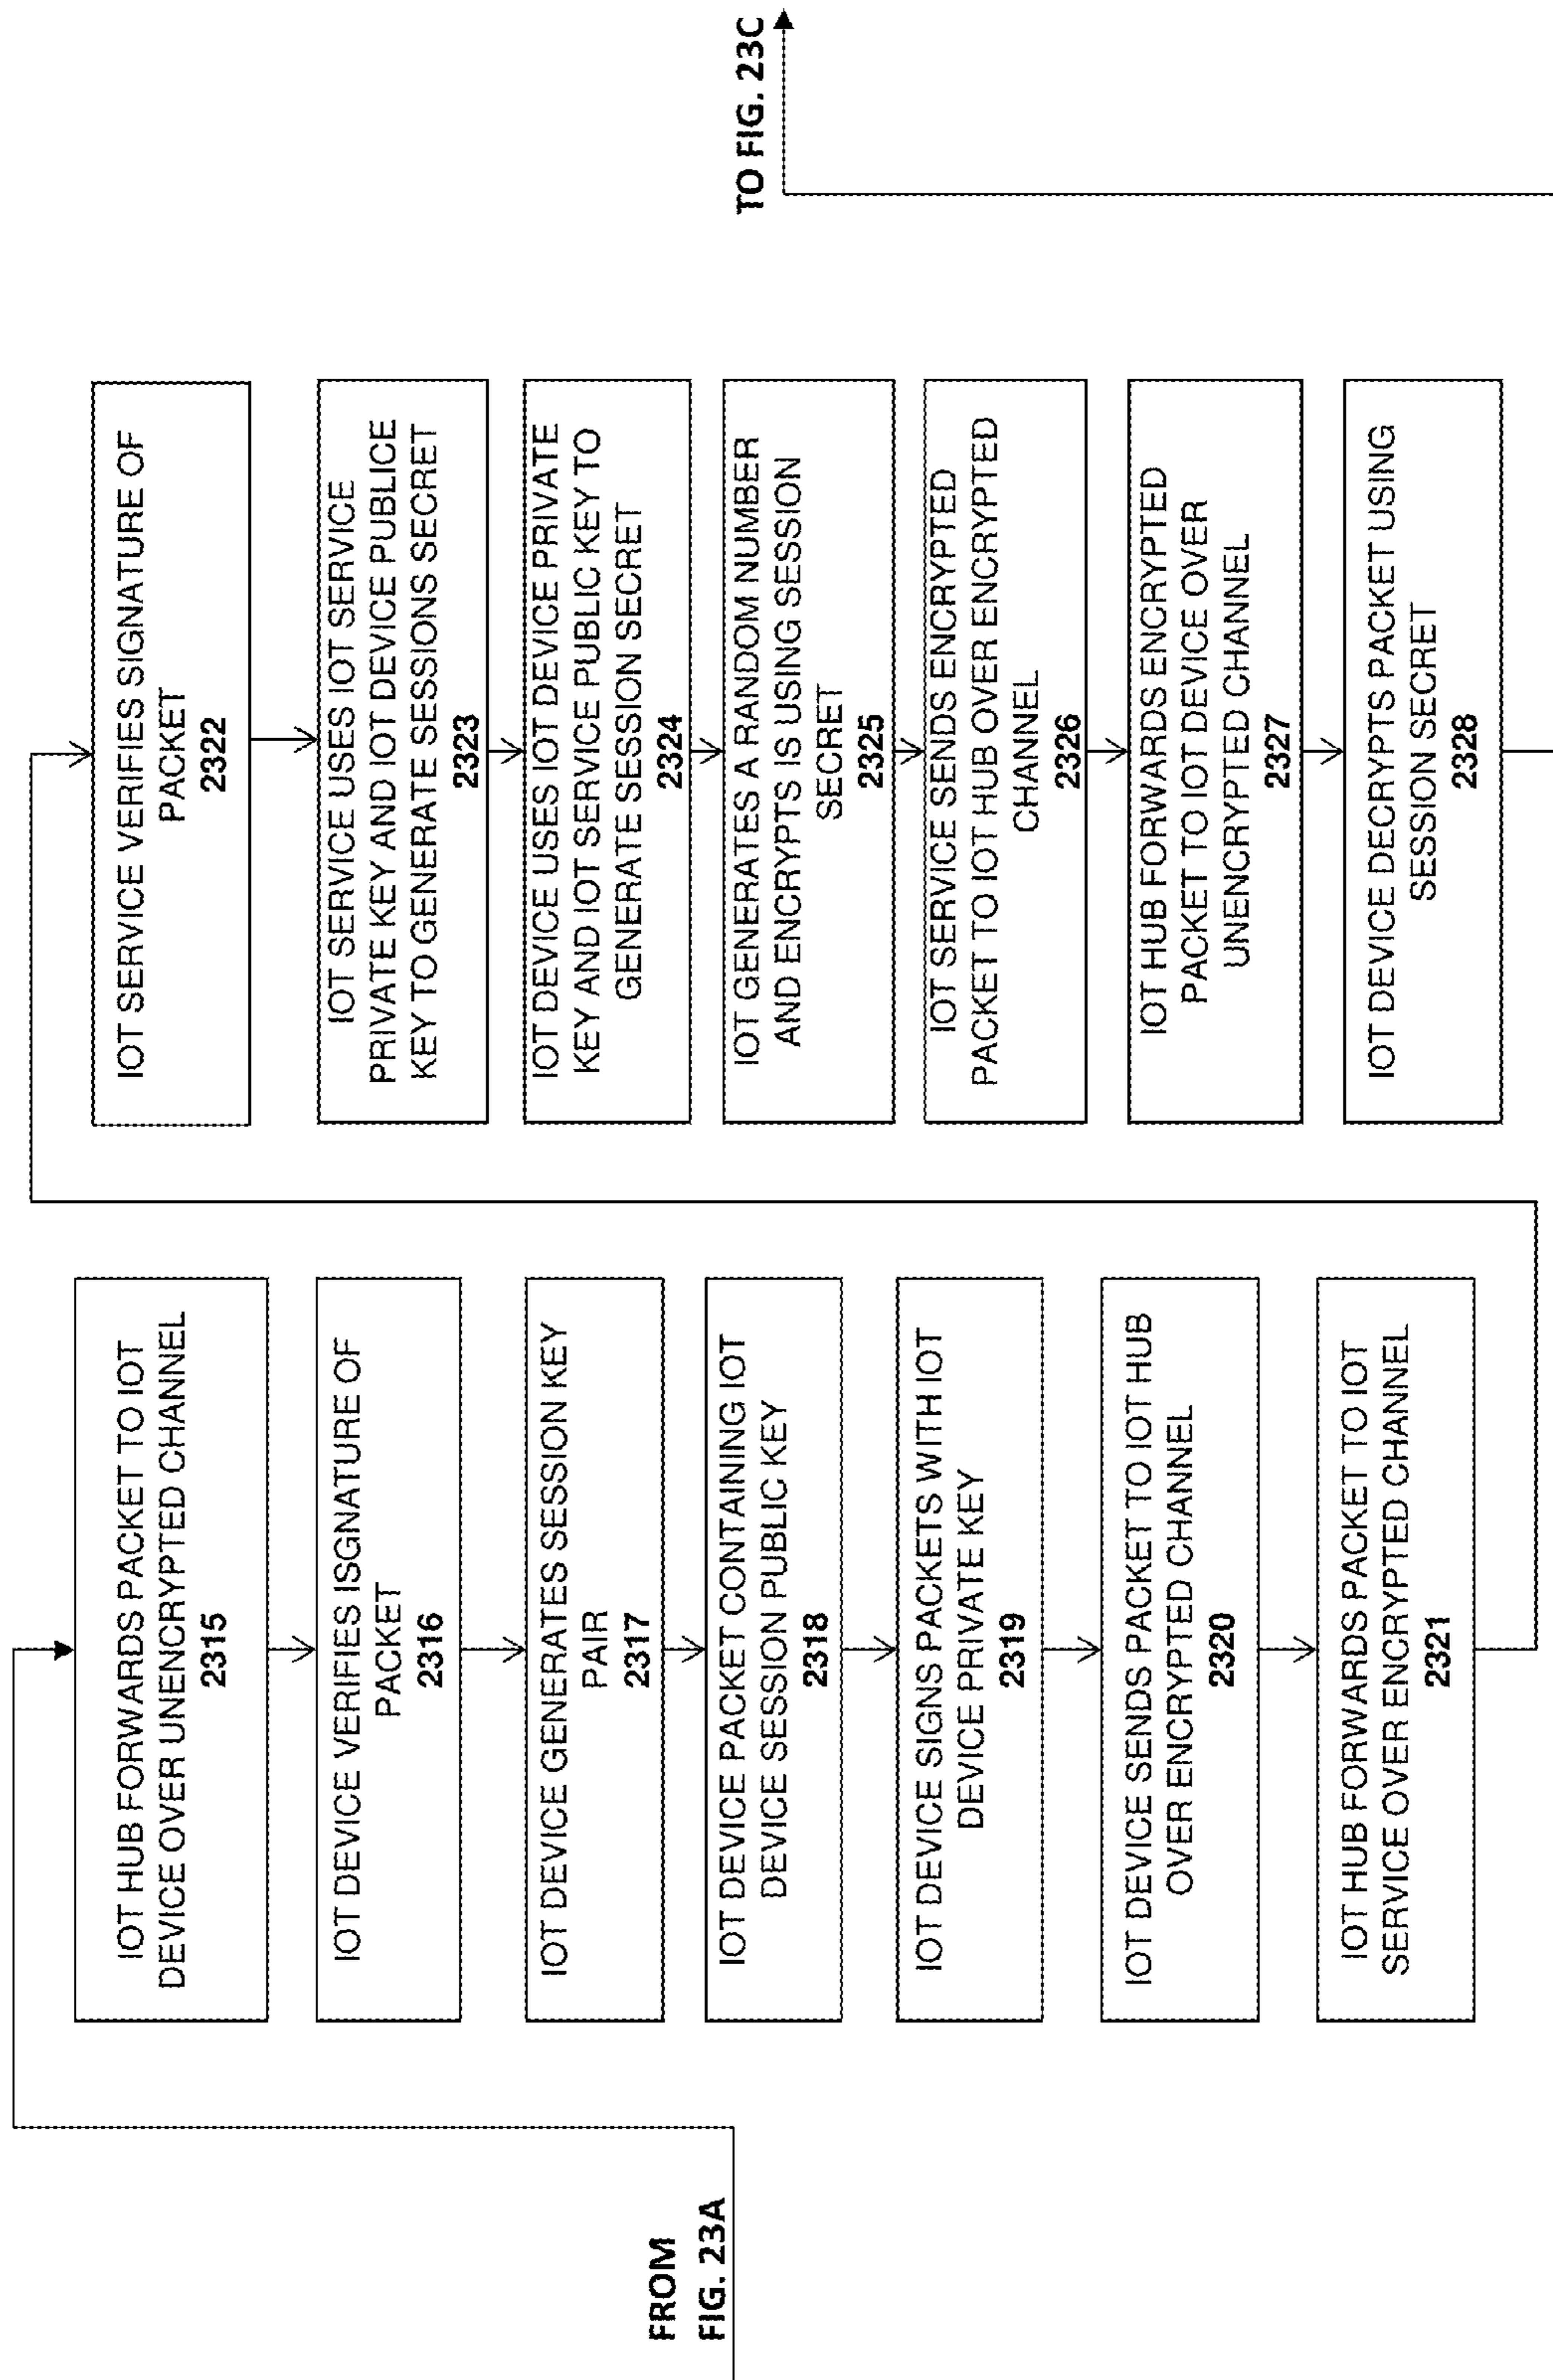 FROM
FIG. 23A
IOT HUB FORWARDS PACKET TO IOT
DEVICE OVER UNENCRYPTED CHANNEL
2315
IOT DEVICE VERIFIES ISGNATURE OF
PACKET
2316
IOT DEVICE GENERATES SESSION KEY
PAIR
2317
IOT DEVICE PACKET CONTAINING IOT
DEVICE SESSION PUBLIC KEY
2318
IOT DEVICE SIGNS PACKETS WITH IOT
DEVICE PRIVATE KEY
2319
IOT DEVICE SENDS PACKET TO IOT HUB
OVER ENCRYPTED CHANNEL
2320
IOT HUB FORWARDS PACKET TO IOT
SERVICE OVER ENCRYPTED CHANNEL
2321
IOT SERVICE VERIFIES SIGNATURE OF
PACKET
2322
IOT SERVICE USES IOT SERVICE
PRIVATE KEY AND IOT DEVICE PUBLICE
KEY TO GENERATE SESSIONS SECRET
2323
IOT DEVICE USES IOT DEVICE PRIVATE
KEY AND IOT SERVICE PUBLIC KEY TO
GENERATE SESSION SECRET
2324
IOT GENERATES A RANDOM NUMBER
AND ENCRYPTS IS USING SESSION
SECRET
2325
IOT SERVICE SENDS ENCRYPTED
PACKET TO IOT HUB OVER ENCRYPTED
CHANNEL
2326
IOT HUB FORWARDS ENCRYPTED
PACKET TO IOT DEVICE OVER
UNENCRYPTED CHANNEL
2327
IOT DEVICE DECRYPTS PACKET USING
SESSION SECRET
2328
TO FIG. 23C